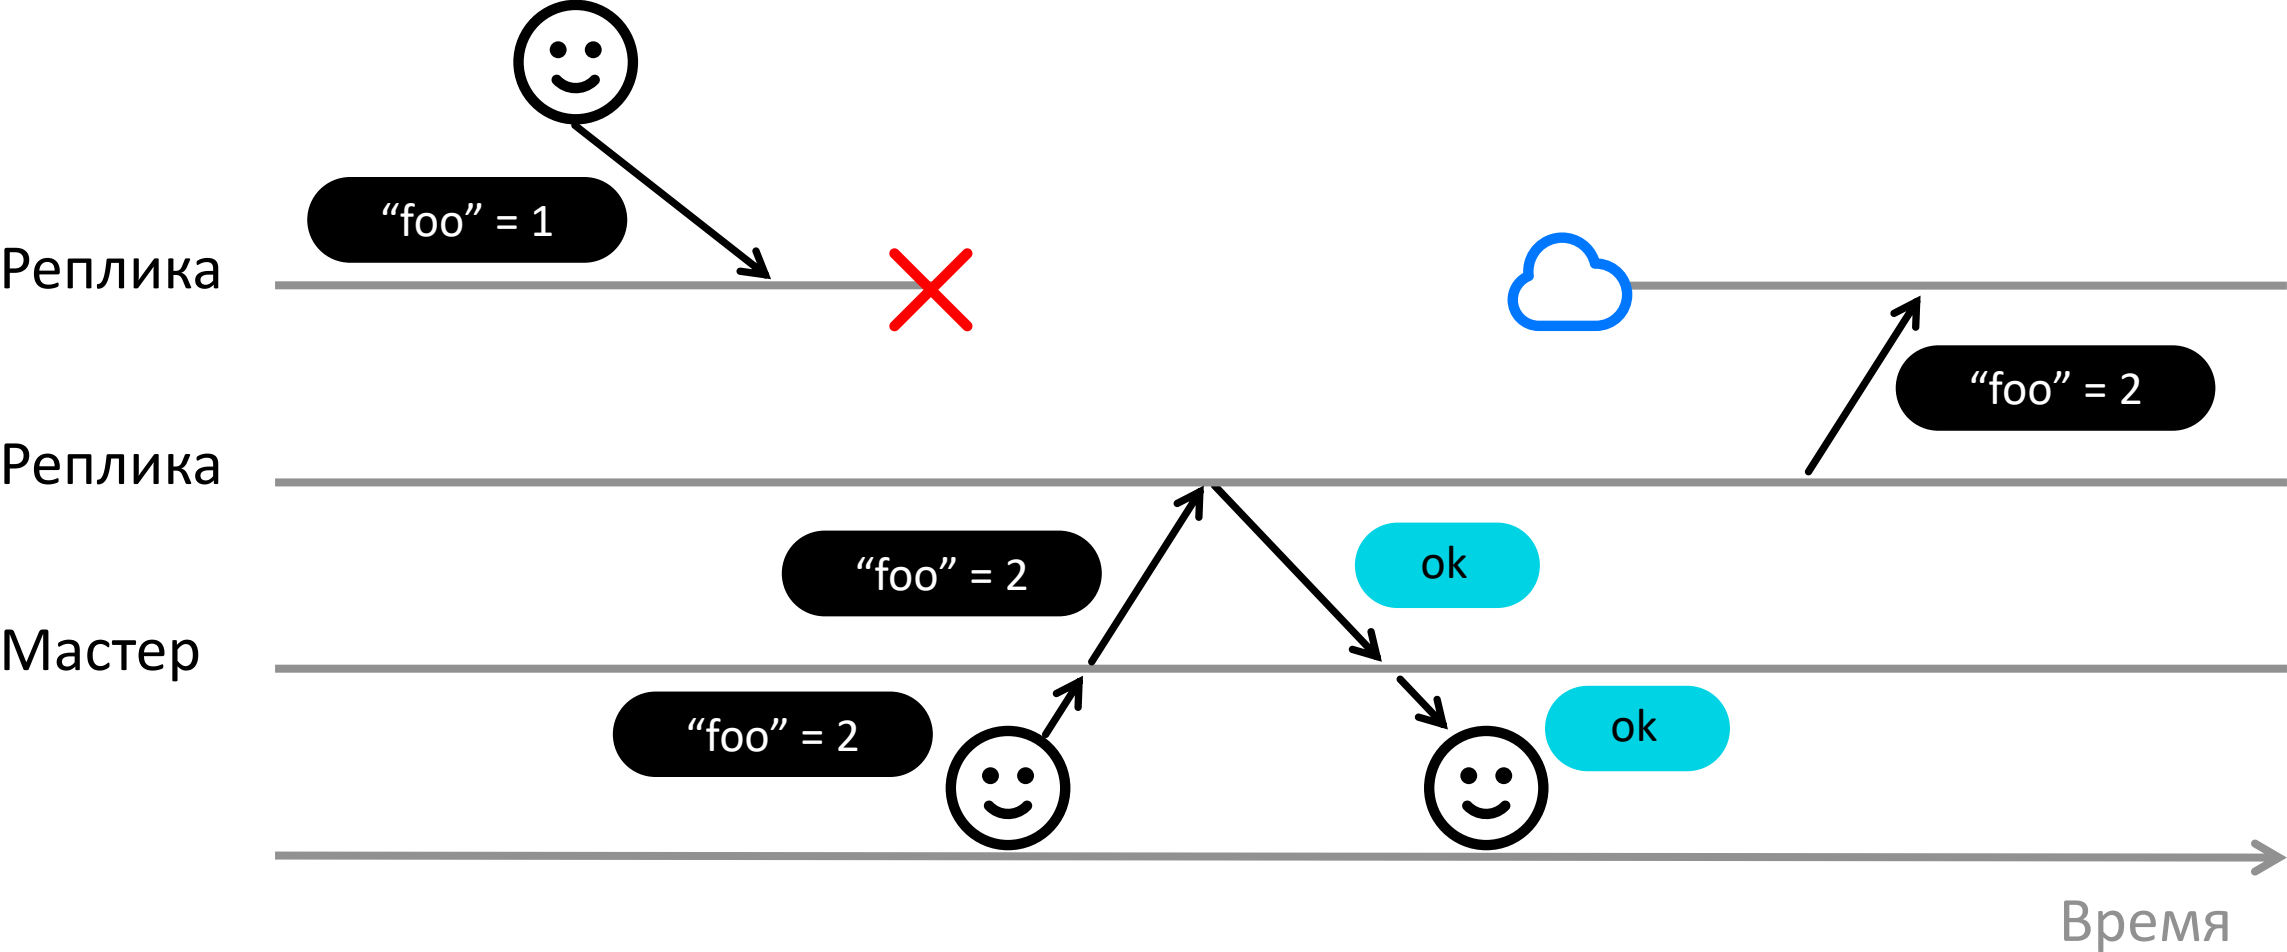 “foo” = 1
Реплика
“foo” = 2
Реплика
ok
“foo” = 2
Мастер
ok
“foo” = 2
Время